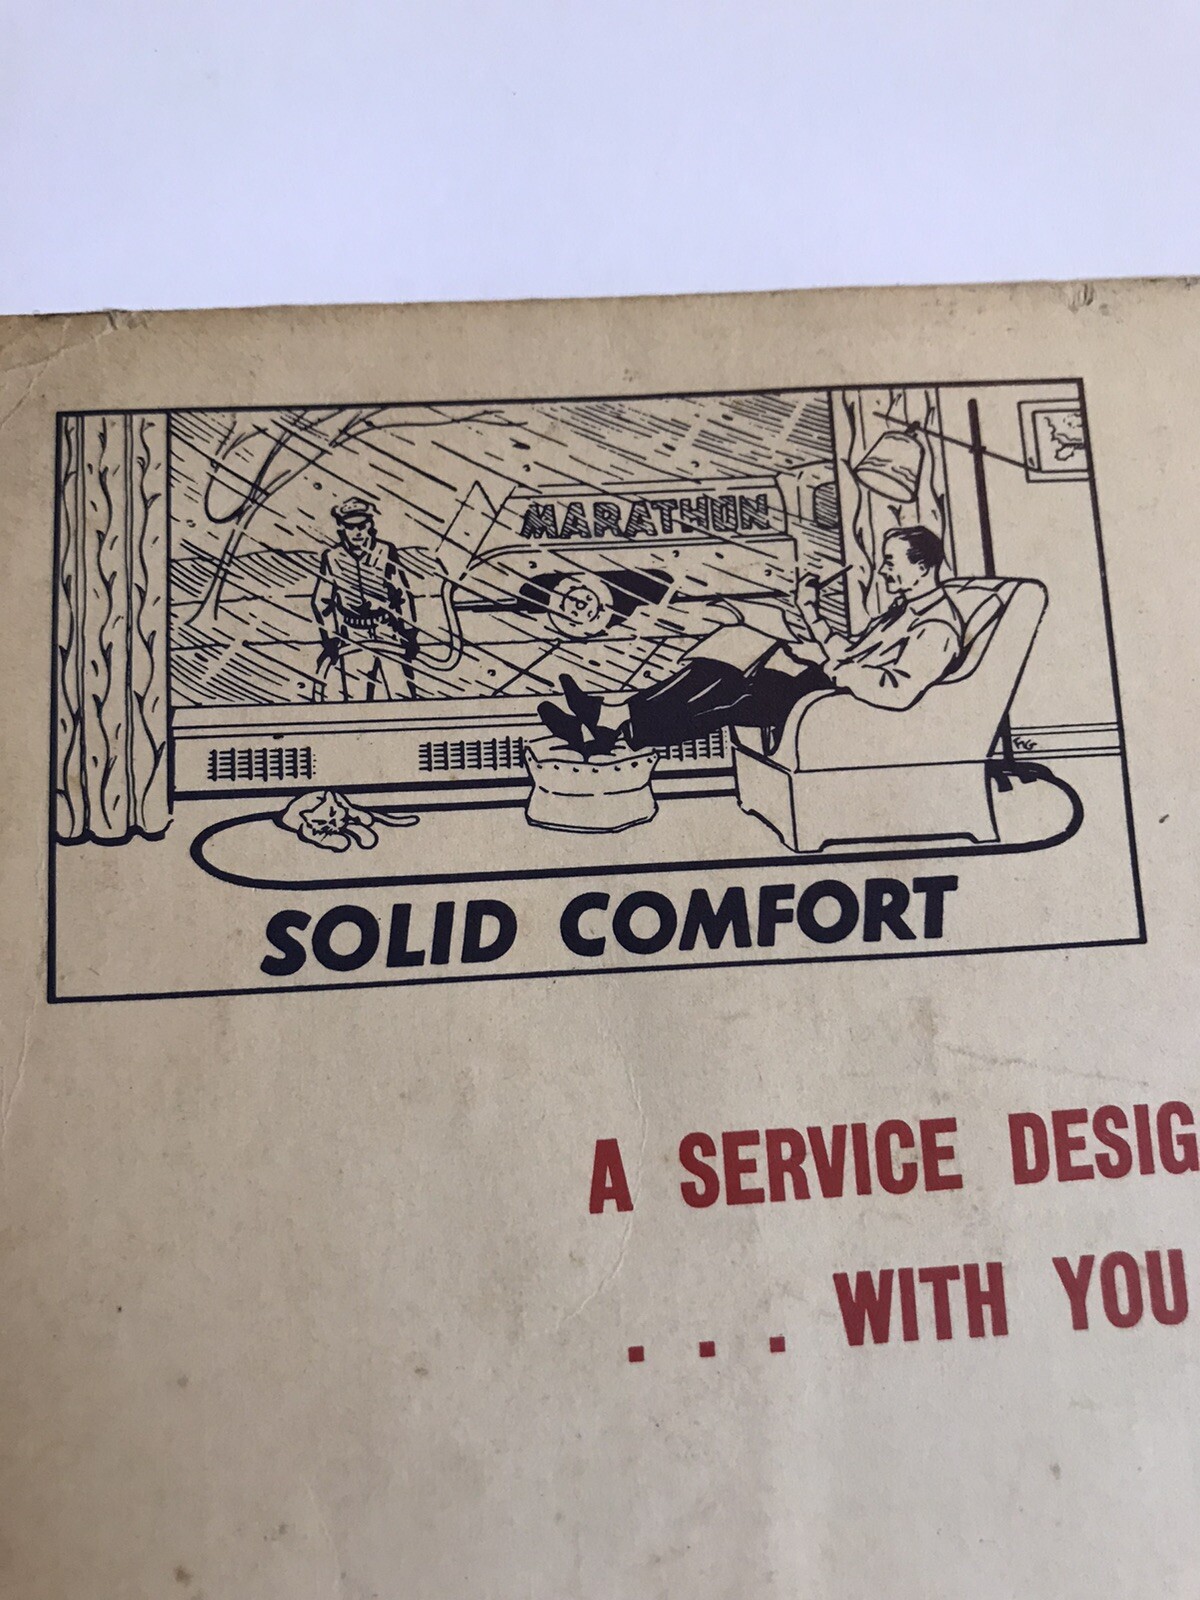 MARATHON
SOLID COMFORT
A SERVICE DESIG
. . . WITH YOU